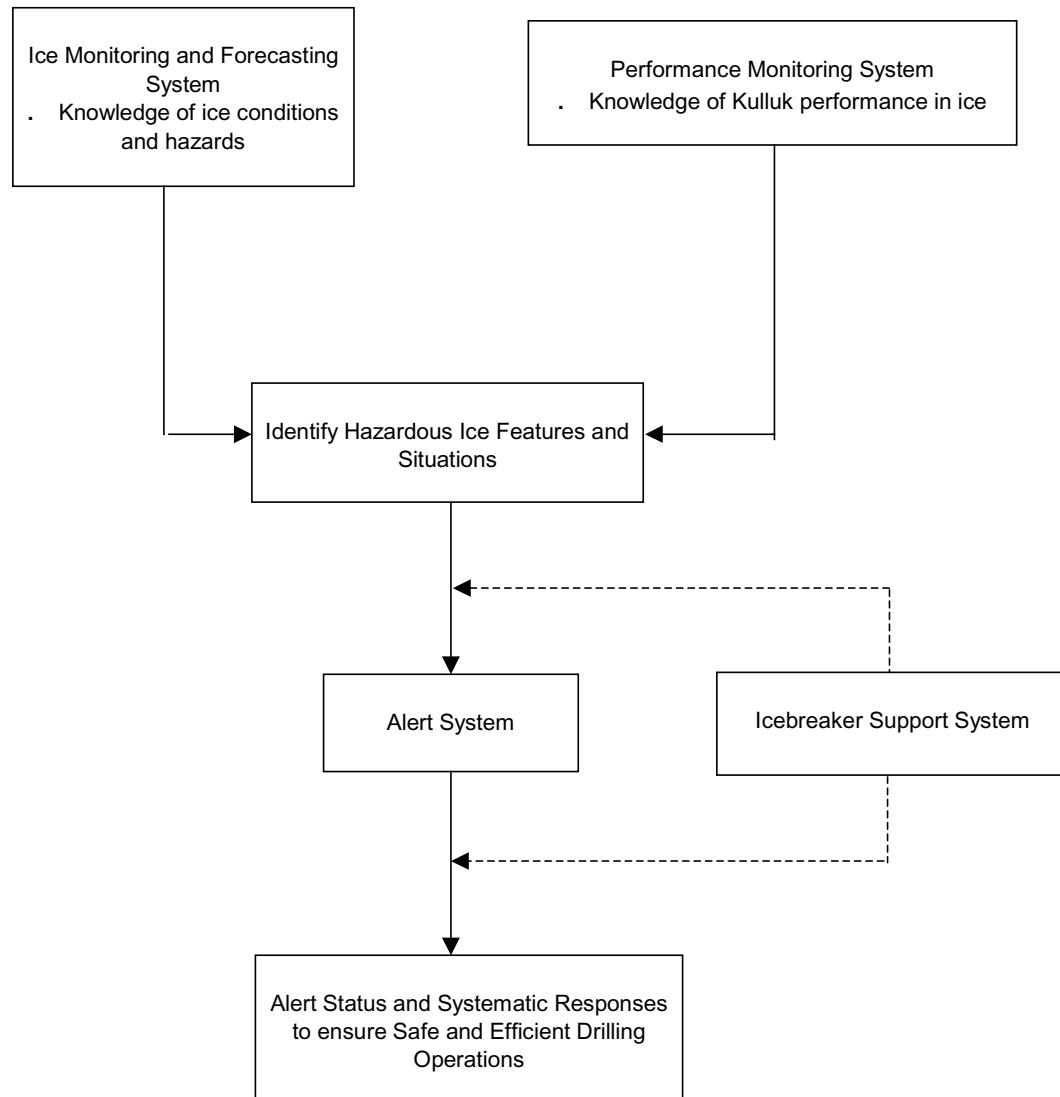 Ice Monitoring and Forecasting
System
. Knowledge of ice conditions
and hazards
Performance Monitoring System
. Knowledge of Kulluk performance in ice
Identify Hazardous Ice Features and
Situations
Alert System
Icebreaker Support System
Alert Status and Systematic Responses
to ensure Safe and Efficient Drilling
Operations